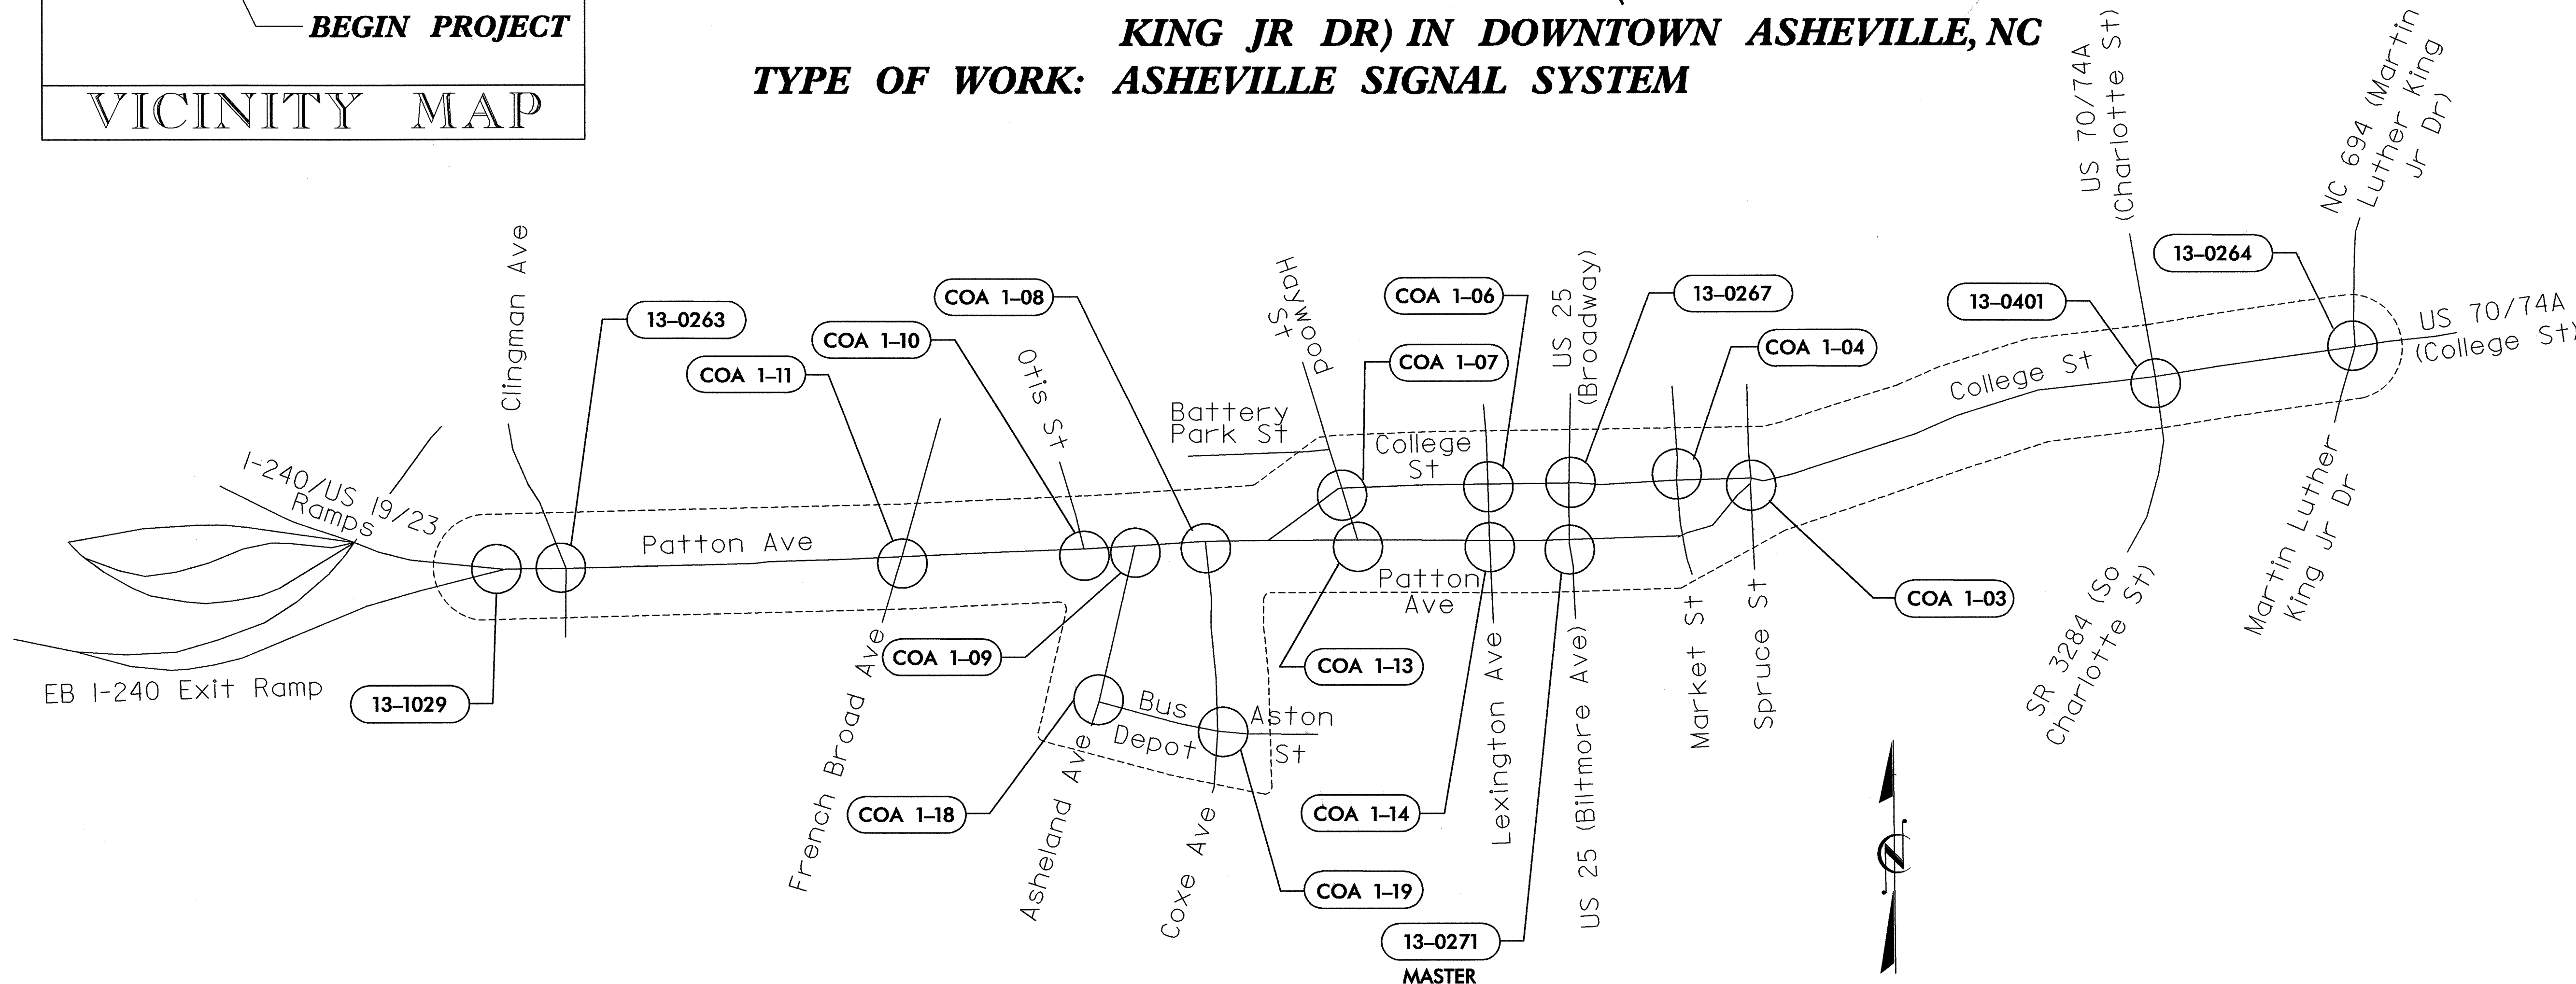 BEGIN PROJECT
VICINITY MAP
KING JR DR) IN DOWNTOWN ASHEVILLE, NC
TYPE OF WORK: ASHEVILLE SIGNAL SYSTEM
US 70/74A
(Charlotte St)
NC 694 (Martin
Luther King
Jr Dr)
Clingman Ave
13-0263
COA 1-11
COA 1-10
COA 1-08
Otis St
Haywood
St
COA 1-06
COA 1-07
US 25
(Broadway)
13-0267
COA 1-04
13-0401
13-0264
US 70/74A
(College St)
Battery
Park St
College
St
College St
I-240/US 19/23
Ramps
Patton Ave
Patton
Ave
EB I-240 Exit Ramp
13-1029
French Broad Ave
COA 1-09
COA 1-18
Bus
Depot
Aston
St
Asheland Ave
Coxe Ave
COA 1-13
COA 1-14
COA 1-19
Lexington Ave
US 25 (Biltmore Ave)
13-0271
MASTER
Market St
Spruce St
COA 1-03
SR 3284 (So
Charlotte St)
Martin Luther
King Jr Dr
N